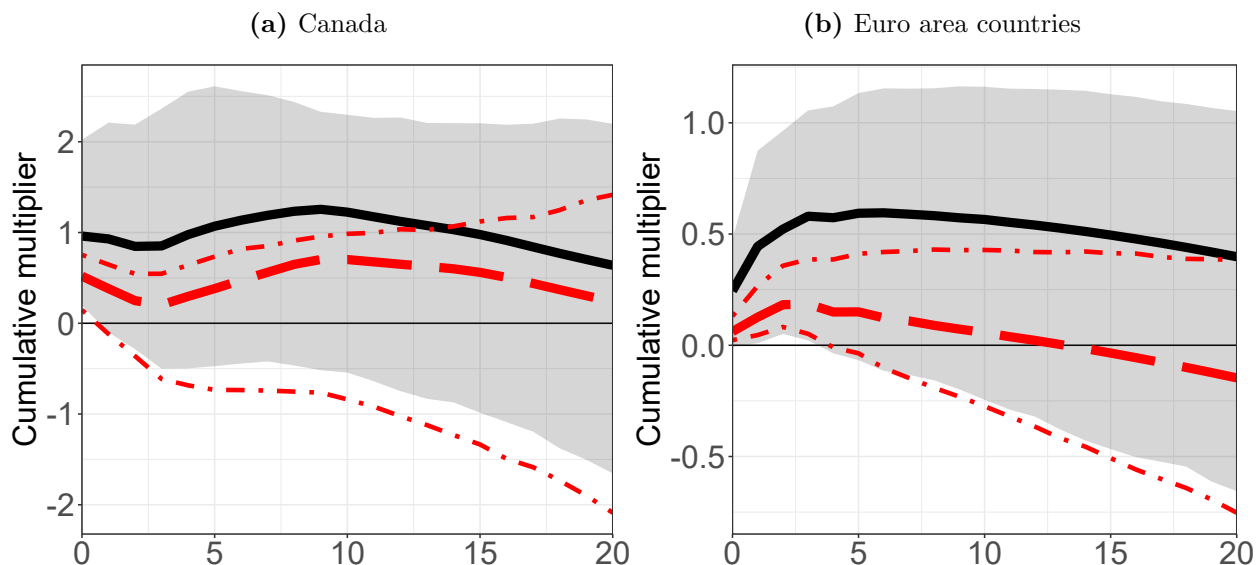 (a) Canada
(b) Euro area countries
Cumulative multiplier
2
1
0
-1
-2
0 5 10 15 20
Cumulative multiplier
1.0
0.5
0.0
-0.5
0 5 10 15 20